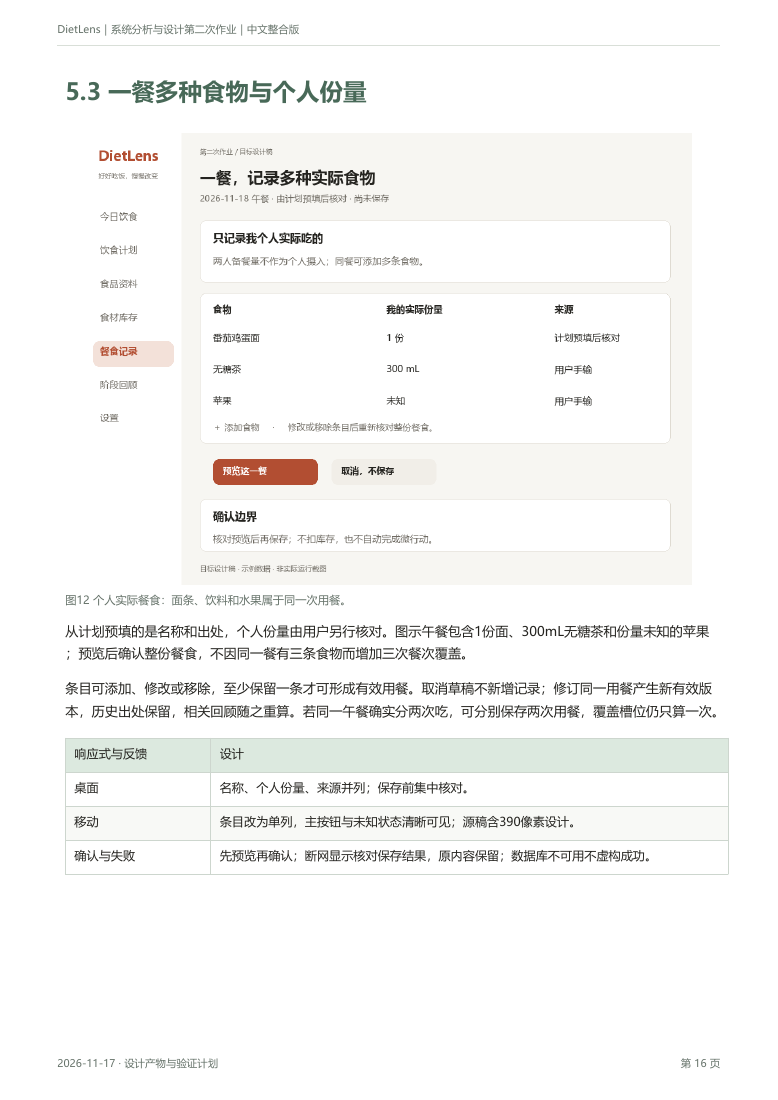 DietLens | 系统分析与设计第二次作业 | 中文整合版
5.3 一餐多种食物与个人份量
DietLens
好好吃饭，慢慢改变
今日饮食
饮食计划
食品资料
食材库存
餐食记录
阶段回顾
设置
第二次作业 / 目标设计稿
一餐，记录多种实际食物
2026-11-18 午餐 · 由计划预填后核对 · 尚未保存
只记录我个人实际吃的
两人备餐量不作为个人摄入；同餐可添加多条食物。
食物 我的实际份量 来源
番茄鸡蛋面 1 份 计划预填后核对
无糖茶 300 mL 用户手输
苹果 未知 用户手输
+ 添加食物 · 修改或移除条目后重新核对整份餐食。
预览这一餐 取消，不保存
确认边界
核对预览后再保存；不扣库存，也不自动完成微行动。
目标设计稿 · 示例数据 · 非实际运行截图
图12 个人实际餐食：面条、饮料和水果属于同一次用餐。
从计划预填的是名称和出处，个人份量由用户另行核对。图示午餐包含1份面、300mL无糖茶和份量未知的苹果
；预览后确认整份餐食，不因同一餐有三条食物而增加三次餐次覆盖。
条目可添加、修改或移除，至少保留一条才可形成有效用餐。取消草稿不新增记录；修订同一用餐产生新有效版
本，历史出处保留，相关回顾随之重算。若同一午餐确实分两次吃，可分别保存两次用餐，覆盖槽位仍只算一次。
响应式与反馈 设计
桌面 名称、个人份量、来源并列；保存前集中核对。
移动 条目改为单列，主按钮与未知状态清晰可见；源稿含390像素设计。
确认与失败 先预览再确认；断网显示核对保存结果，原内容保留；数据库不可用不虚构成功。
2026-11-17 · 设计产物与验证计划
第 16 页